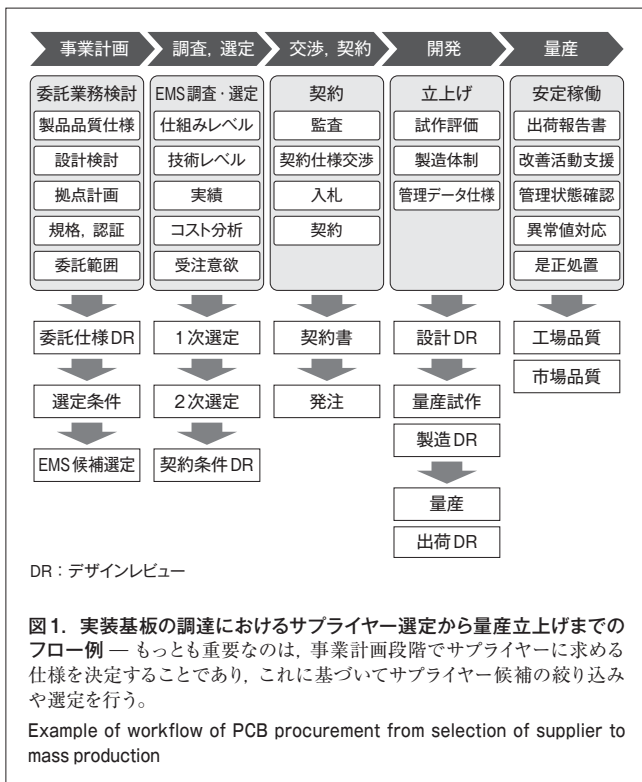 事業計画
調査，選定
交渉，契約
開発
量産
委託業務検討
製品品質仕様
設計検討
拠点計画
規格，認証
委託範囲
EMS調査・選定
仕組みレベル
技術レベル
実績
コスト分析
受注意欲
契約
監査
契約仕様交渉
入札
契約
立上げ
試作評価
製造体制
管理データ仕様
安定稼働
出荷報告書
改善活動支援
管理状態確認
異常値対応
是正処置
委託仕様DR
選定条件
EMS候補選定
1次選定
2次選定
契約条件DR
契約書
発注
設計DR
量産試作
製造DR
量産
出荷DR
工場品質
市場品質
DR：デザインレビュー
図1．実装基板の調達におけるサプライヤー選定から量産立上げまでの
フロー例 — もっとも重要なのは，事業計画段階でサプライヤーに求める
仕様を決定することであり，これに基づいてサプライヤー候補の絞り込み
や選定を行う。
Example of workflow of PCB procurement from selection of supplier to
mass production